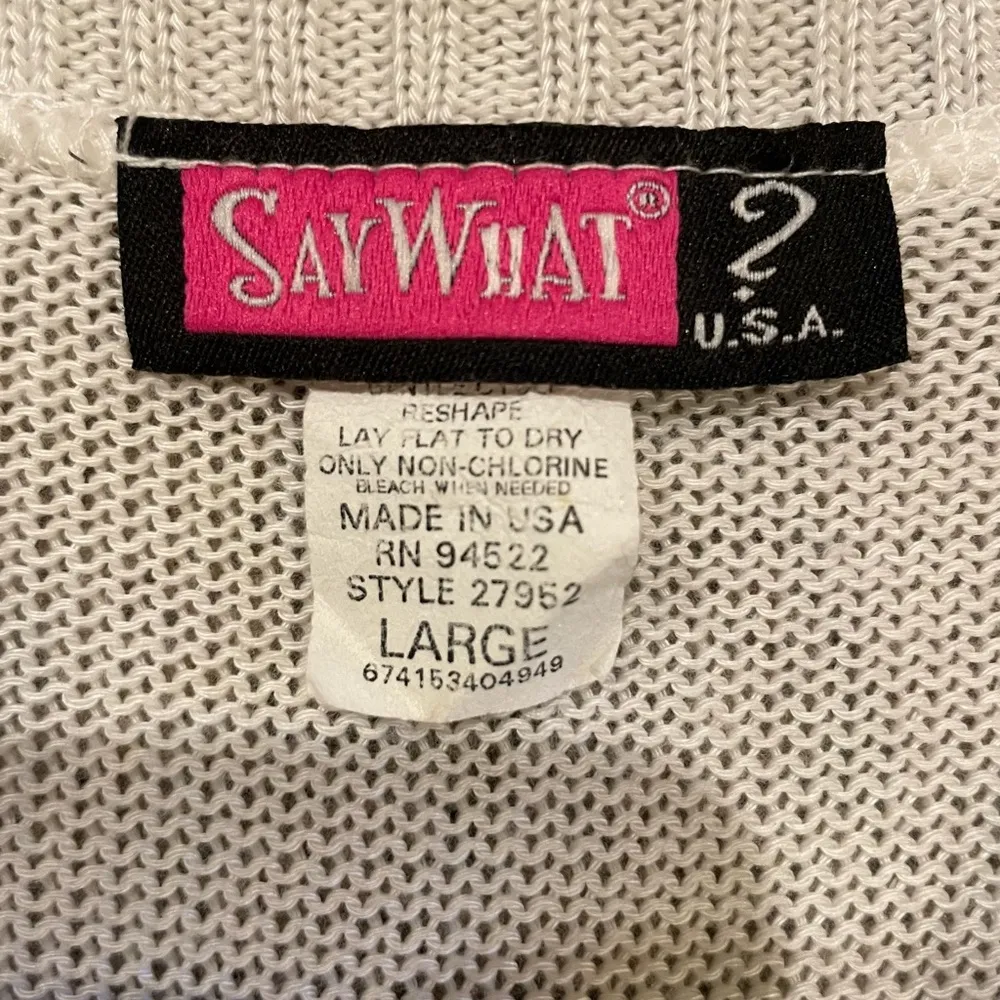 SAYWHAT® ?
U.S.A.
RESHAPE
LAY FLAT TO DRY
ONLY NON-CHLORINE
BLEACH WHEN NEEDED
MADE IN USA
RN 94522
STYLE 27952
LARGE
674153404949